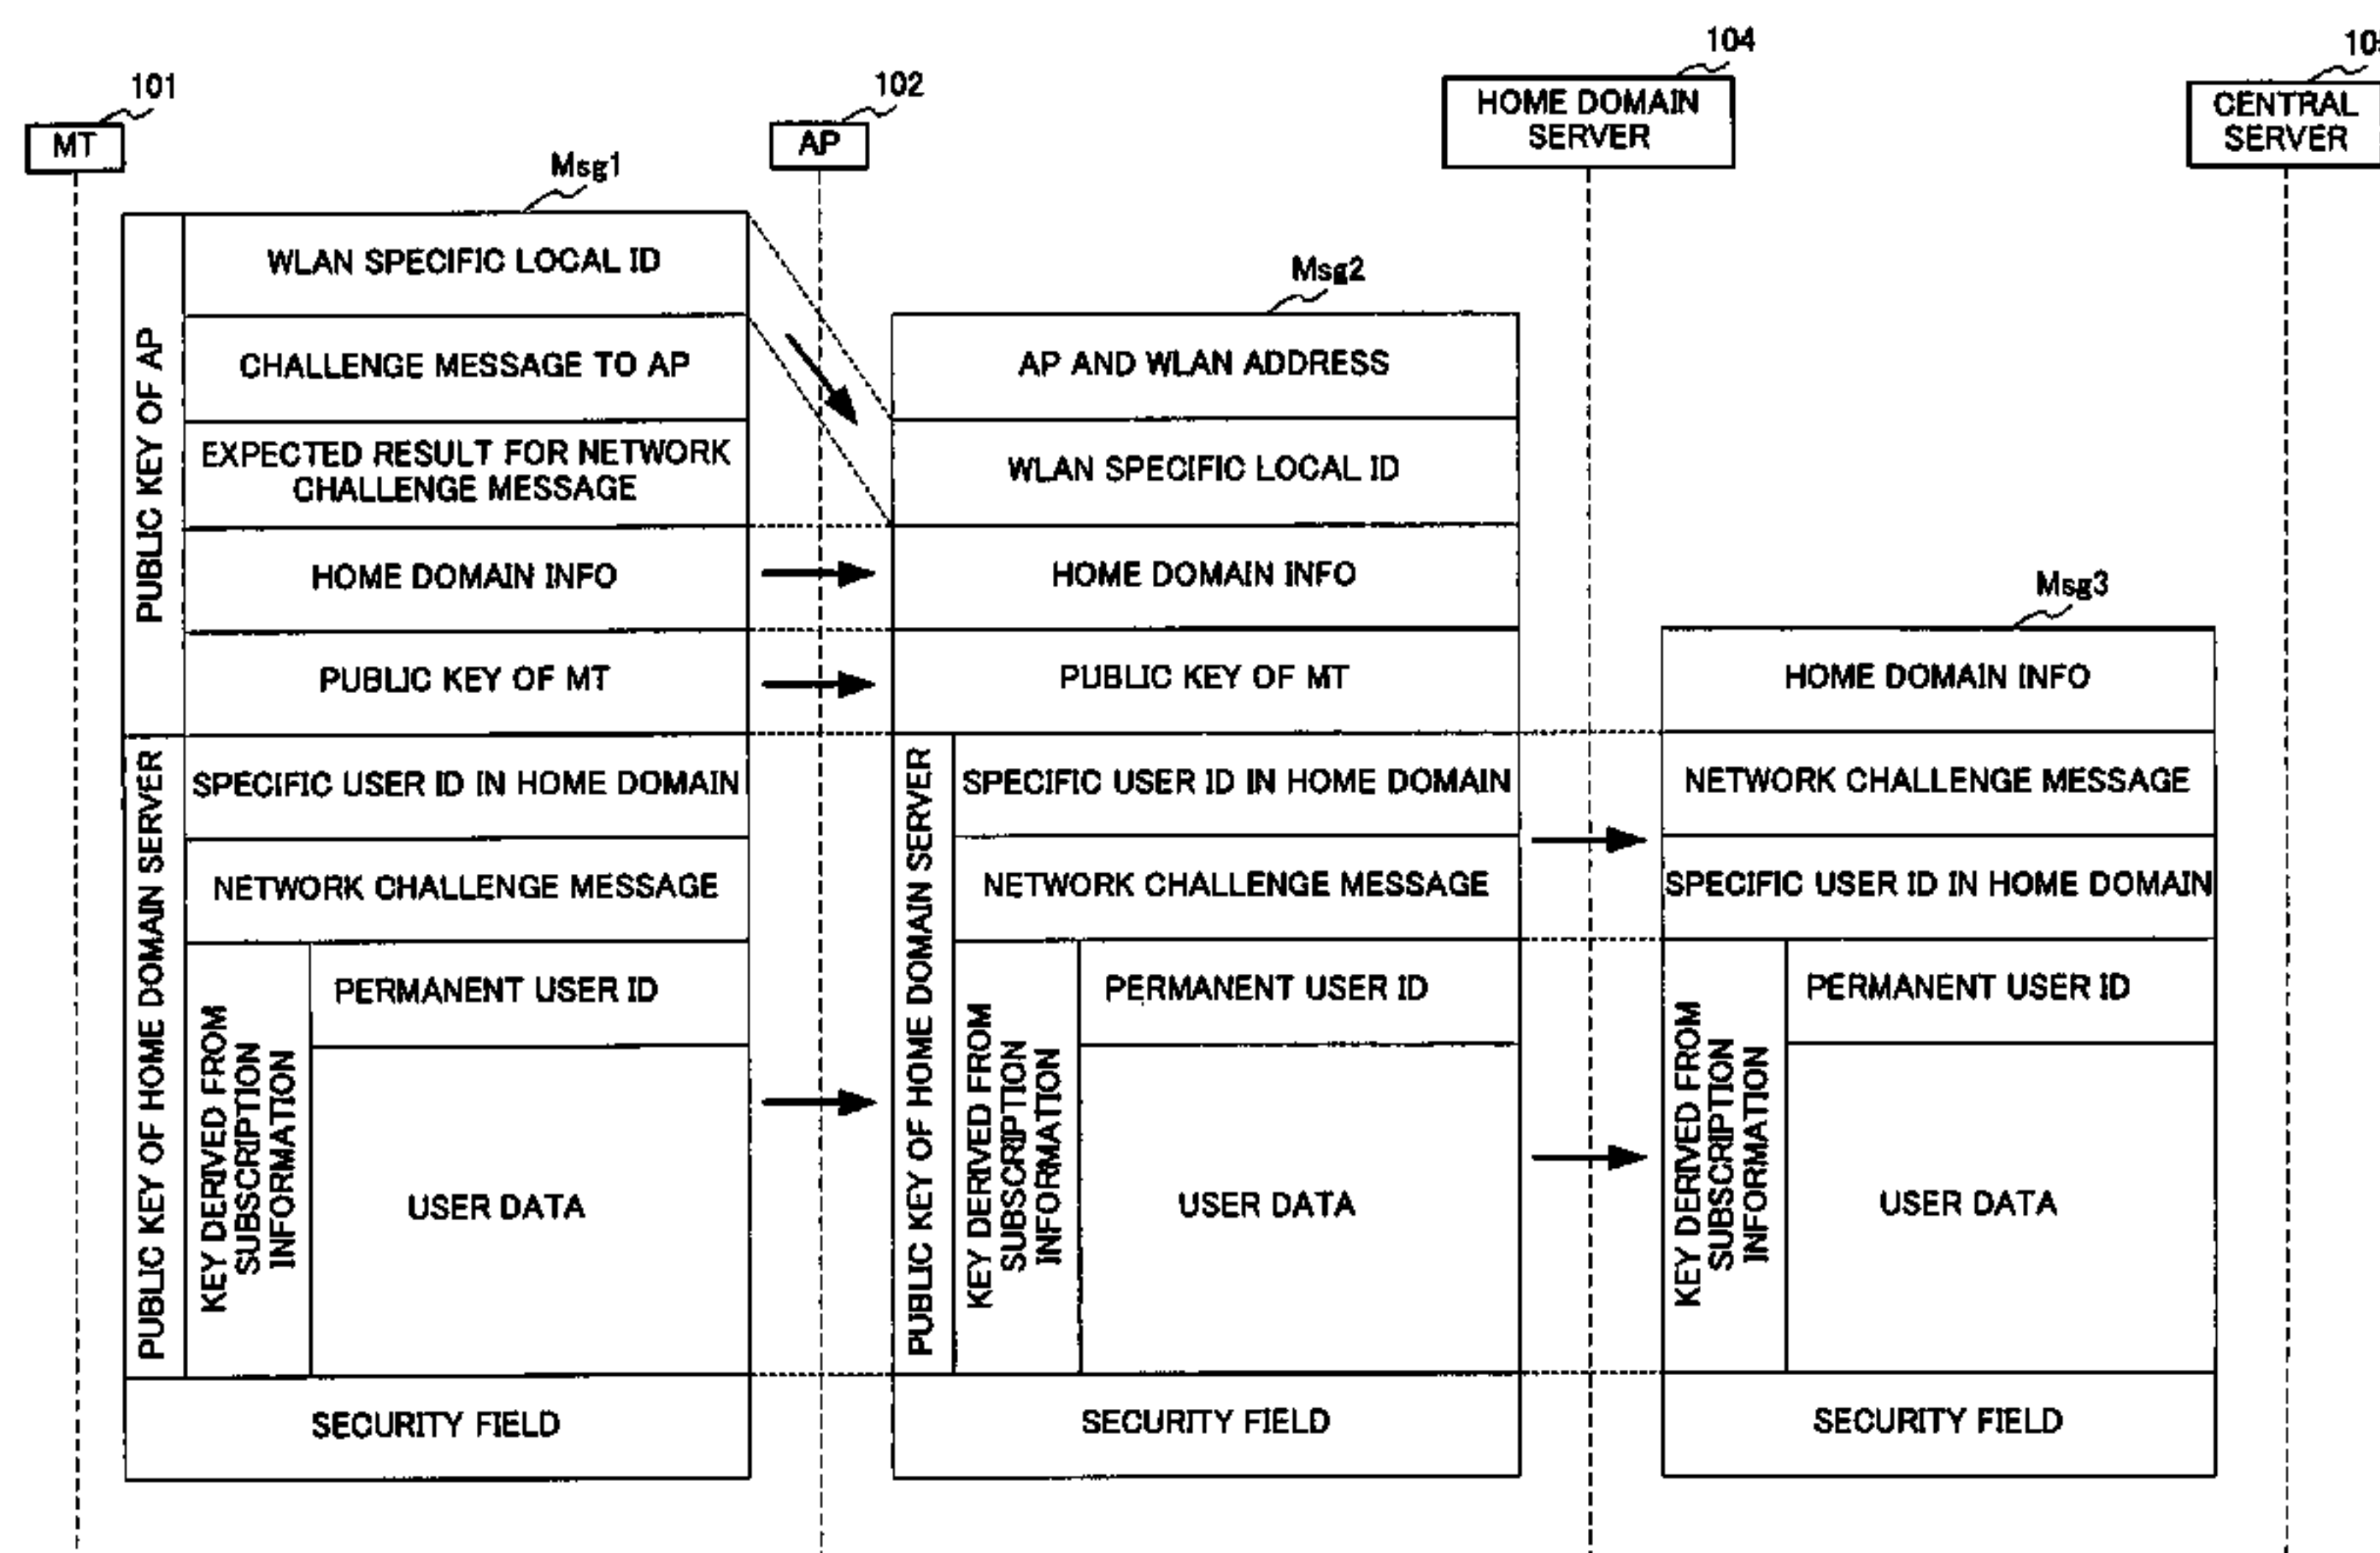 101
MT
102
AP
104
HOME DOMAIN
SERVER
CENTRAL
SERVER
Msg1
PUBLIC KEY OF AP
WLAN SPECIFIC LOCAL ID
CHALLENGE MESSAGE TO AP
EXPECTED RESULT FOR NETWORK
CHALLENGE MESSAGE
HOME DOMAIN INFO
PUBLIC KEY OF MT
PUBLIC KEY OF HOME DOMAIN SERVER
SPECIFIC USER ID IN HOME DOMAIN
NETWORK CHALLENGE MESSAGE
KEY DERIVED FROM
SUBSCRIPTION
INFORMATION
PERMANENT USER ID
USER DATA
SECURITY FIELD
Msg2
AP AND WLAN ADDRESS
WLAN SPECIFIC LOCAL ID
HOME DOMAIN INFO
PUBLIC KEY OF MT
PUBLIC KEY OF HOME DOMAIN SERVER
SPECIFIC USER ID IN HOME DOMAIN
NETWORK CHALLENGE MESSAGE
KEY DERIVED FROM
SUBSCRIPTION
INFORMATION
PERMANENT USER ID
USER DATA
SECURITY FIELD
Msg3
HOME DOMAIN INFO
NETWORK CHALLENGE MESSAGE
SPECIFIC USER ID IN HOME DOMAIN
KEY DERIVED FROM
SUBSCRIPTION
INFORMATION
PERMANENT USER ID
USER DATA
SECURITY FIELD